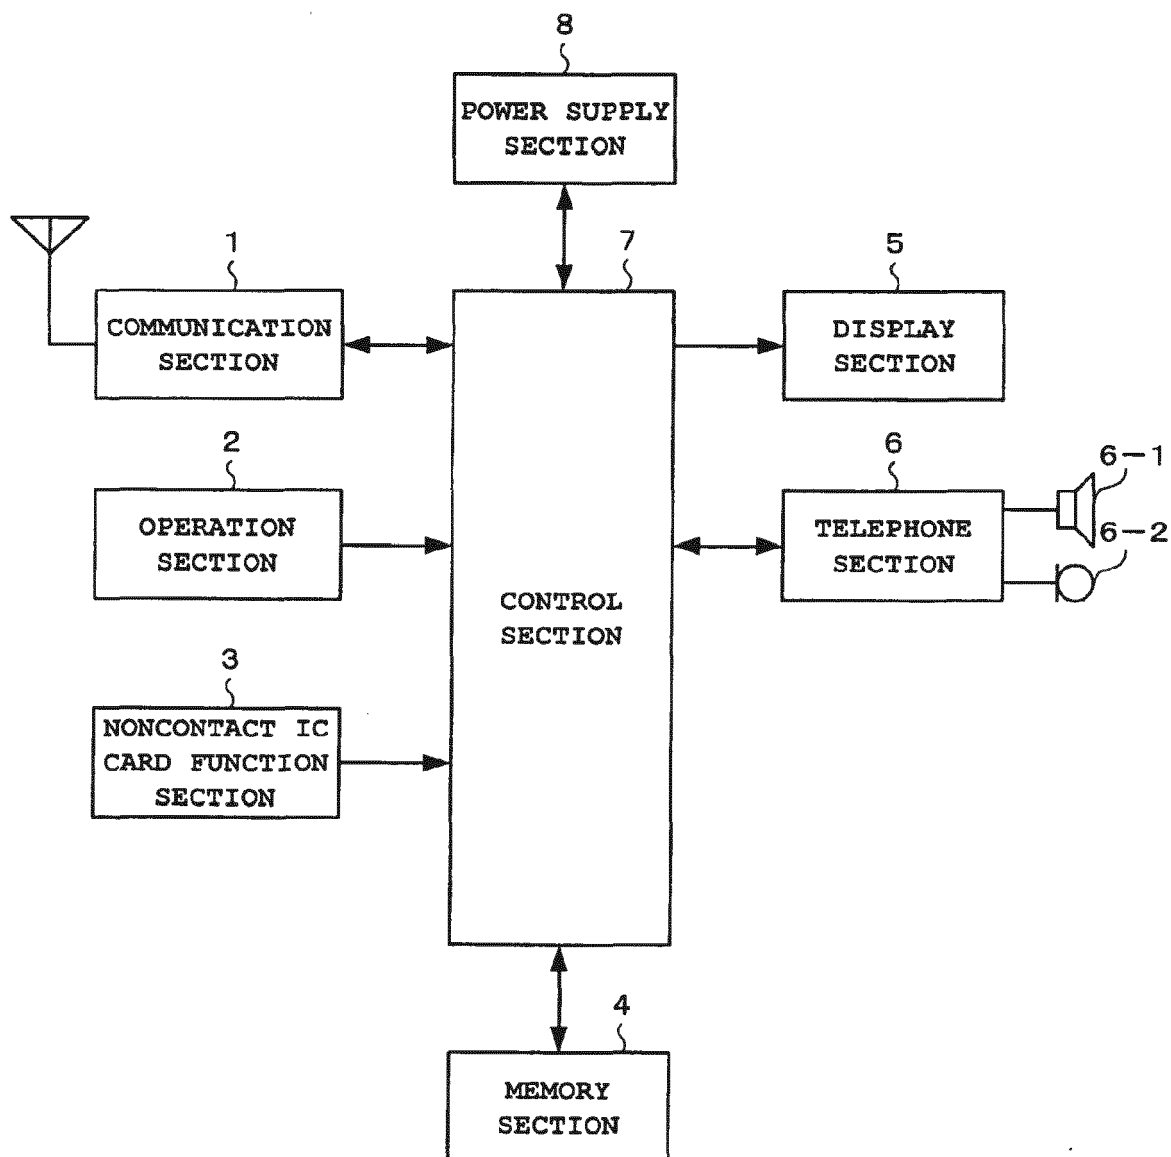 8
POWER SUPPLY
SECTION
1
COMMUNICATION
SECTION
7
CONTROL
SECTION
5
DISPLAY
SECTION
2
OPERATION
SECTION
6
TELEPHONE
SECTION
6-1
6-2
3
NONCONTACT IC
CARD FUNCTION
SECTION
4
MEMORY
SECTION